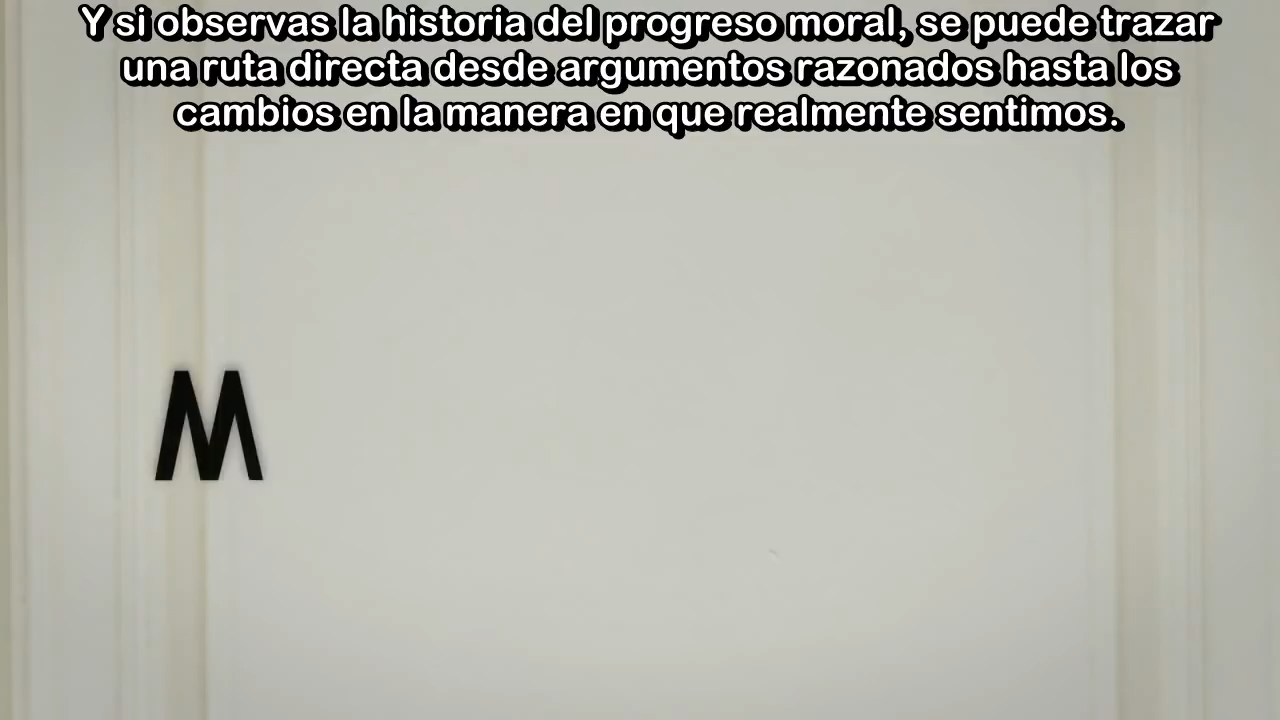 Y si observas la historia del progreso moral, se puede trazar
una ruta directa desde argumentos razonados hasta los
cambios en la manera en que realmente sentimos.
M